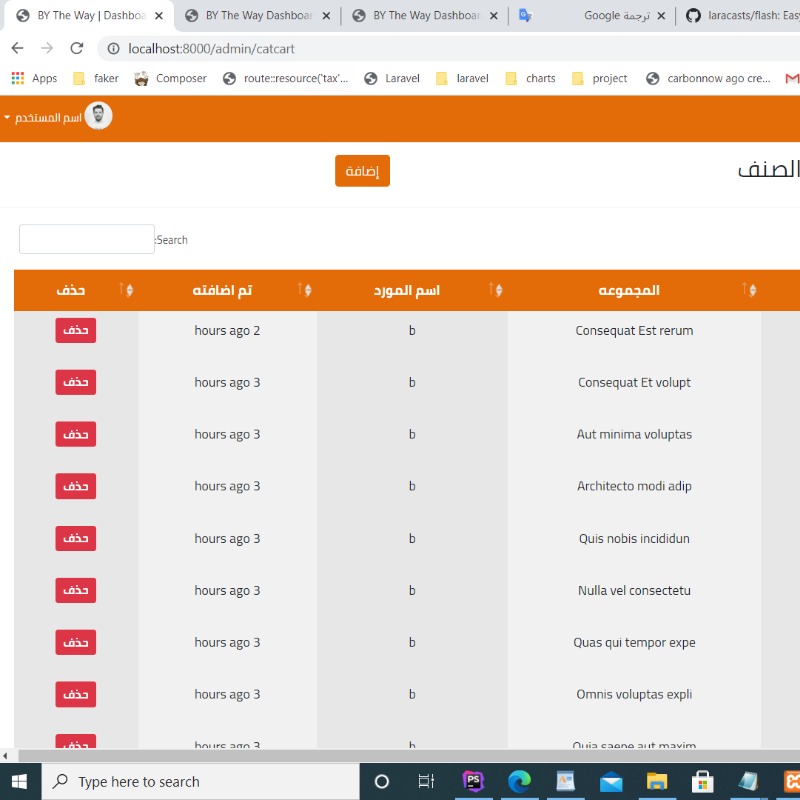 BY The Way | Dashboa
BY The Way Dashboar
BY The Way Dashboar
ترجمة Google
laracasts/flash: Easy
localhost:8000/admin/catcart
Apps
faker
Composer
route::resource('tax'...
Laravel
laravel
charts
project
carbonnow ago cre...
اسم المستخدم
الصنف
إضافة
Search:
المجموعه
اسم المورد
تم اضافته
حذف
Consequat Est rerum b hours ago 2 حذف
Consequat Et volupt b hours ago 3 حذف
Aut minima voluptas b hours ago 3 حذف
Architecto modi adip b hours ago 3 حذف
Quis nobis incididun b hours ago 3 حذف
Nulla vel consectetu b hours ago 3 حذف
Quas qui tempor expe b hours ago 3 حذف
Omnis voluptas expli b hours ago 3 حذف
Quia saepe aut maxim b hours ago 3 حذف
Type here to search
PS